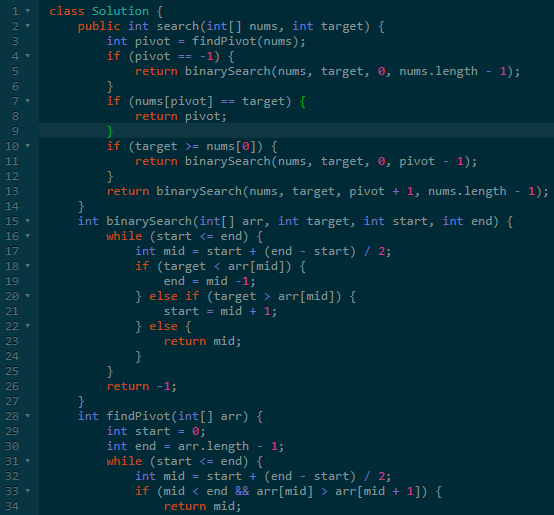 1 class Solution {
2     public int search(int[] nums, int target) {
3         int pivot = findPivot(nums);
4         if (pivot == -1) {
5             return binarySearch(nums, target, 0, nums.length - 1);
6         }
7         if (nums[pivot] == target) {
8             return pivot;
9         }
10         if (target >= nums[0]) {
11             return binarySearch(nums, target, 0, pivot - 1);
12         }
13         return binarySearch(nums, target, pivot + 1, nums.length - 1);
14     }
15     int binarySearch(int[] arr, int target, int start, int end) {
16         while (start <= end) {
17             int mid = start + (end - start) / 2;
18             if (target < arr[mid]) {
19                 end = mid -1;
20             } else if (target > arr[mid]) {
21                 start = mid + 1;
22             } else {
23                 return mid;
24             }
25         }
26         return -1;
27     }
28     int findPivot(int[] arr) {
29         int start = 0;
30         int end = arr.length - 1;
31         while (start <= end) {
32             int mid = start + (end - start) / 2;
33             if (mid < end && arr[mid] > arr[mid + 1]) {
34                 return mid;